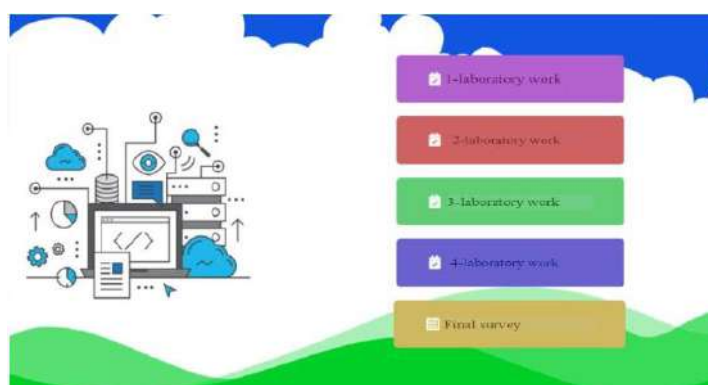 1-laboratory work
2-laboratory work
3-laboratory work
4-laboratory work
Final survey